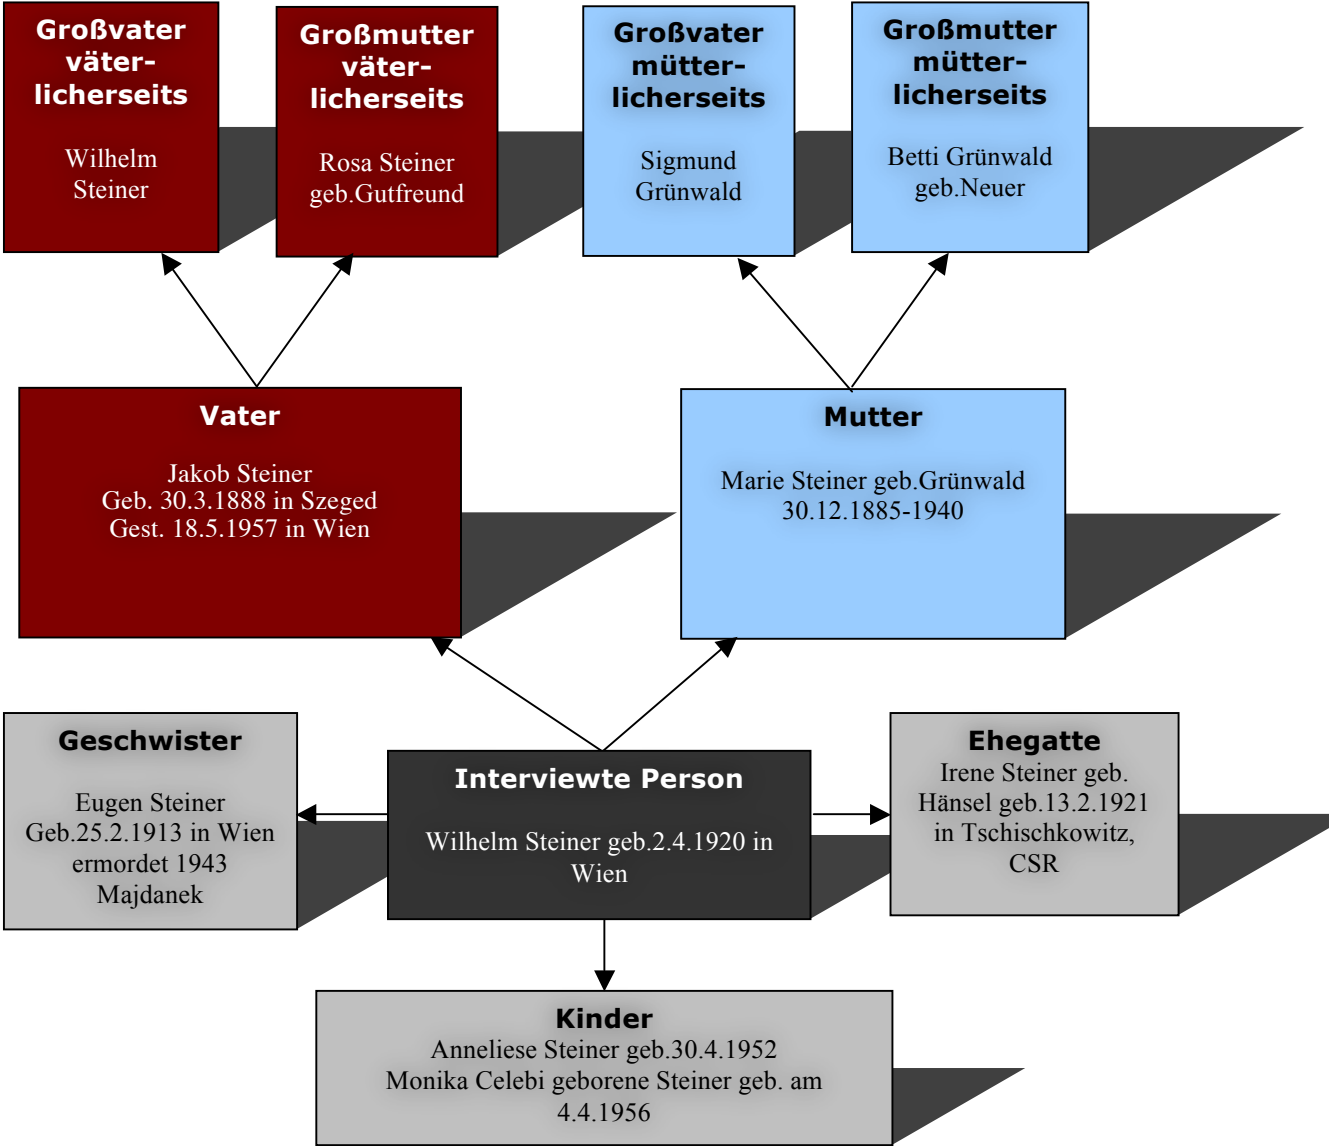 Großvater
väter-
licherseits
Wilhelm
Steiner
Großmutter
väter-
licherseits
Rosa Steiner
geb.Gutfreund
Großvater
mütter-
licherseits
Sigmund
Grünwald
Großmutter
mütter-
licherseits
Betti Grünwald
geb.Neuer
Vater
Jakob Steiner
Geb. 30.3.1888 in Szeged
Gest. 18.5.1957 in Wien
Mutter
Marie Steiner geb.Grünwald
30.12.1885-1940
Geschwister
Eugen Steiner
Geb.25.2.1913 in Wien
ermordet 1943
Majdanek
Interviewte Person
Wilhelm Steiner geb.2.4.1920 in
Wien
Ehegatte
Irene Steiner geb.
Hänsel geb.13.2.1921
in Tschischkowitz,
CSR
Kinder
Anneliese Steiner geb.30.4.1952
Monika Celebi geborene Steiner geb. am
4.4.1956